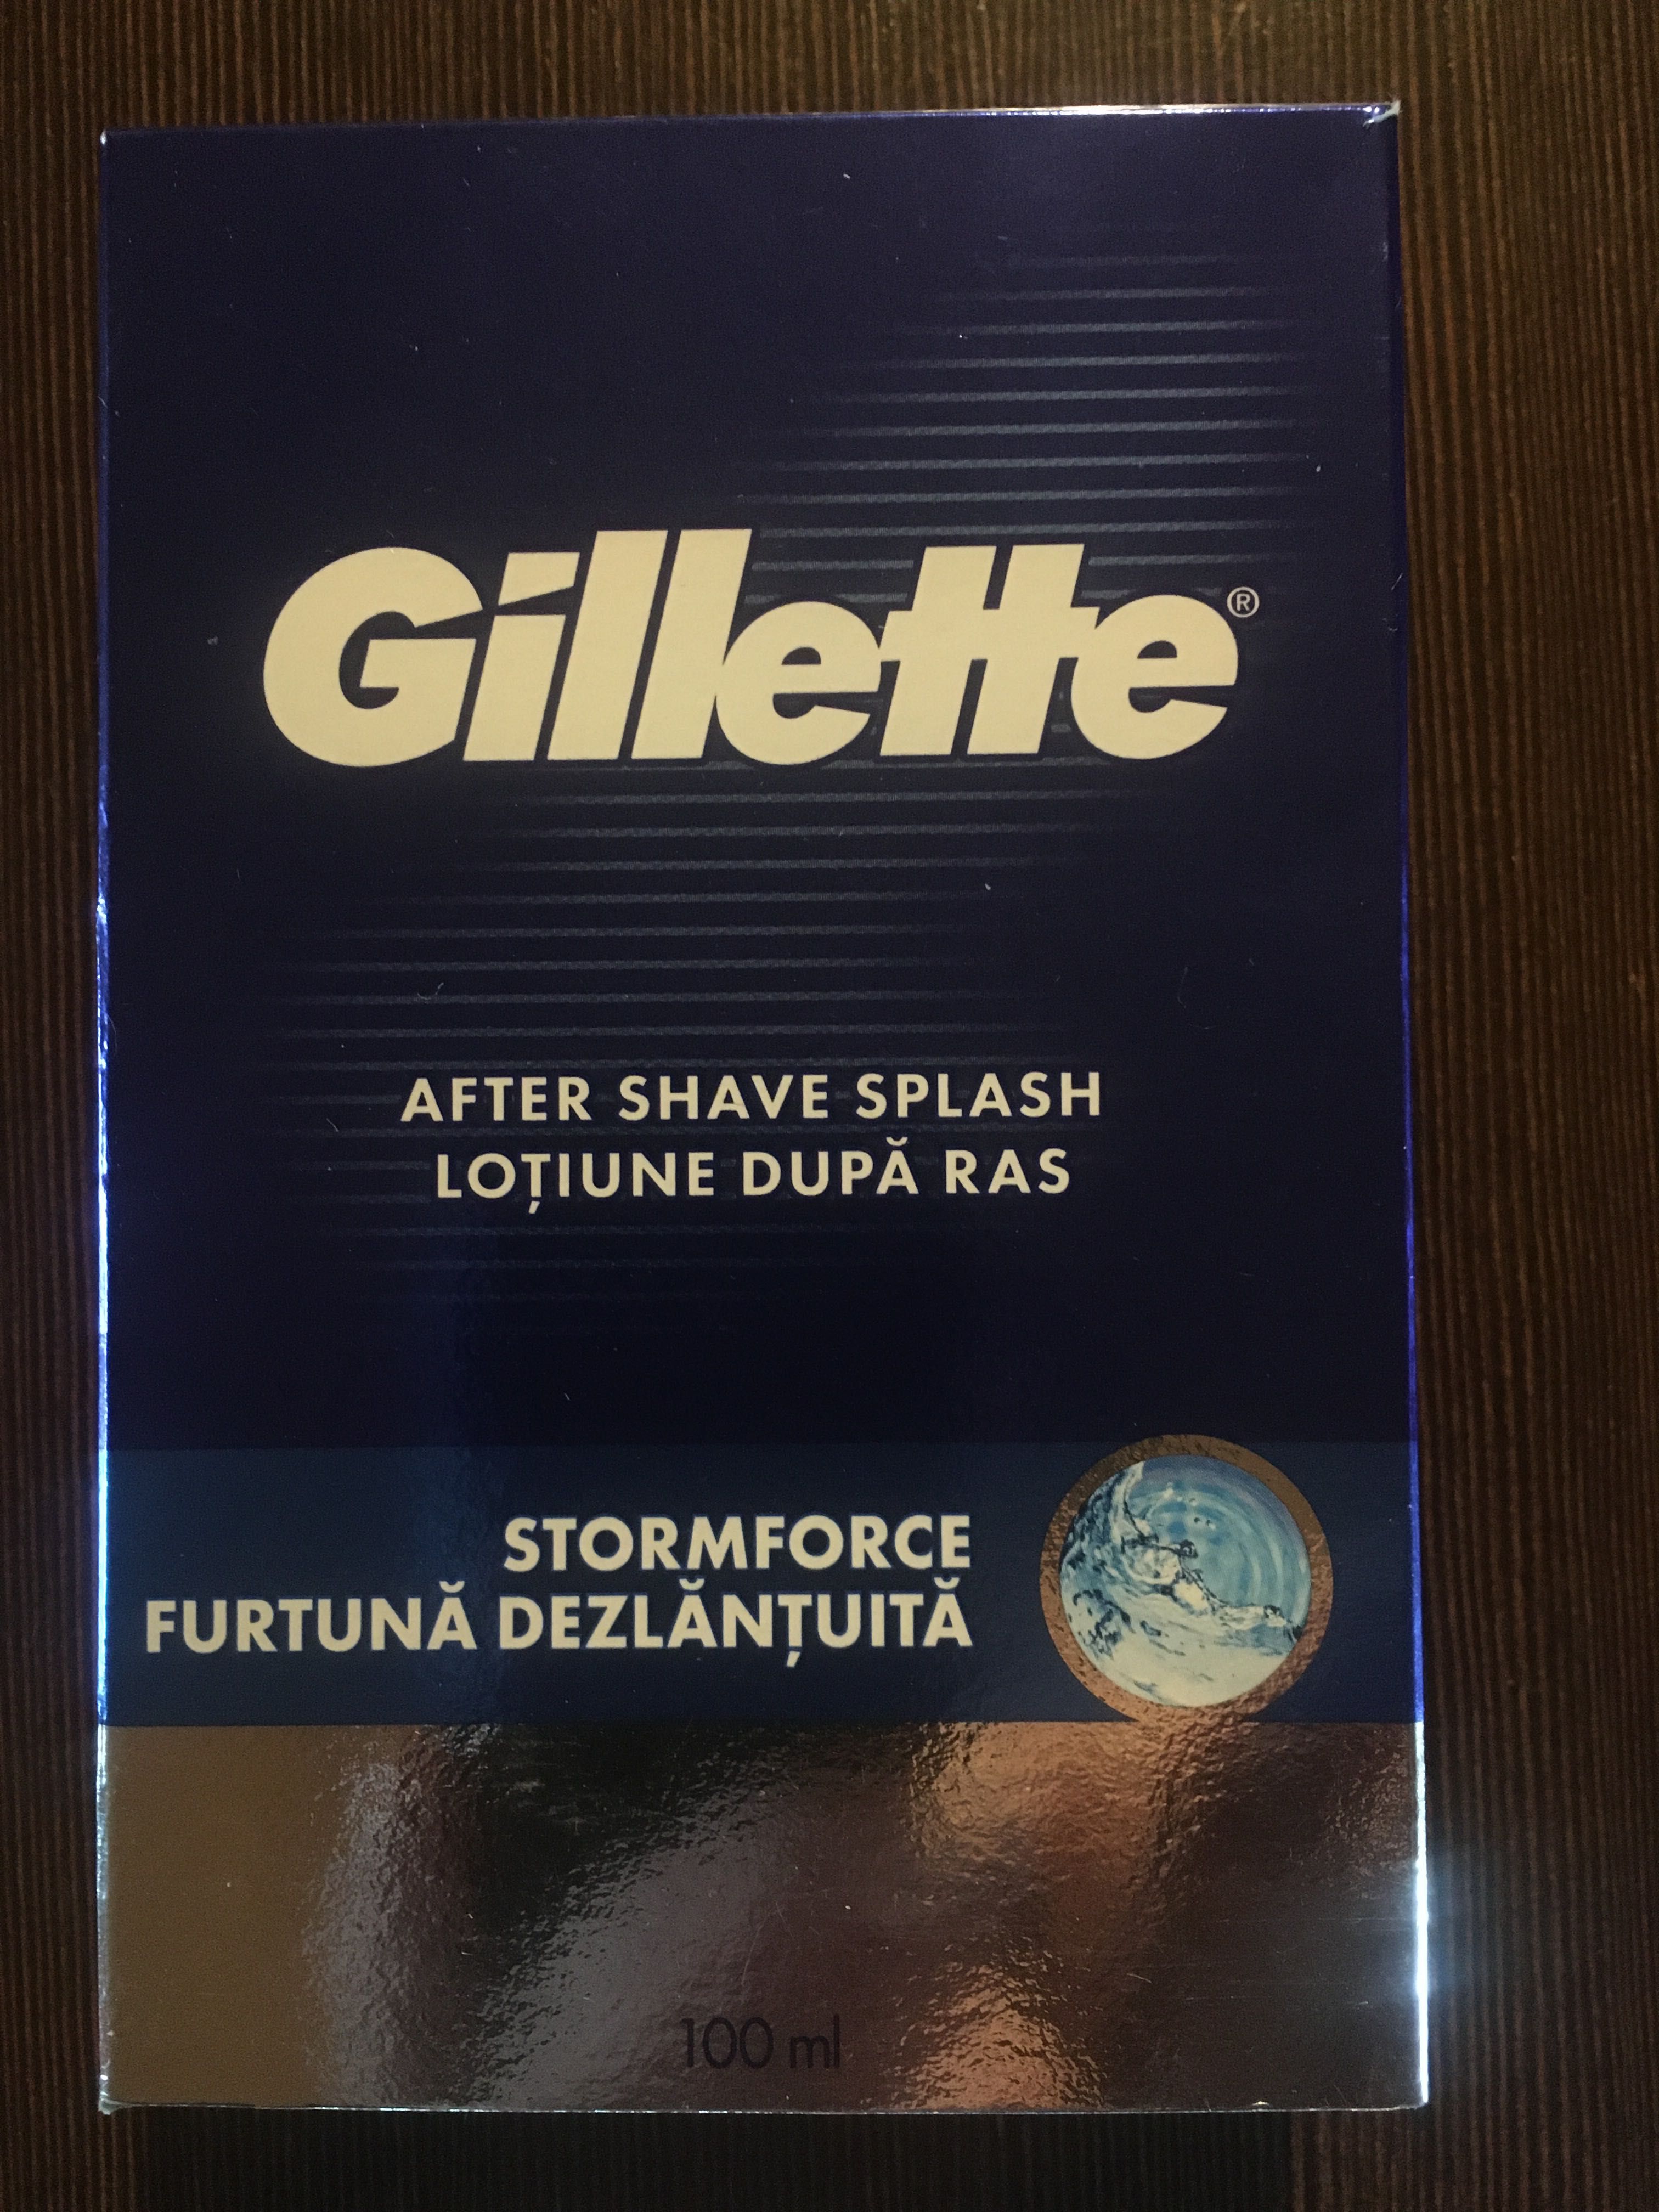 Gillette®
AFTER SHAVE SPLASH
LOȚIUNE DUPĂ RAS
STORMFORCE
FURTUNĂ DEZLĂNȚUITĂ
100 ml